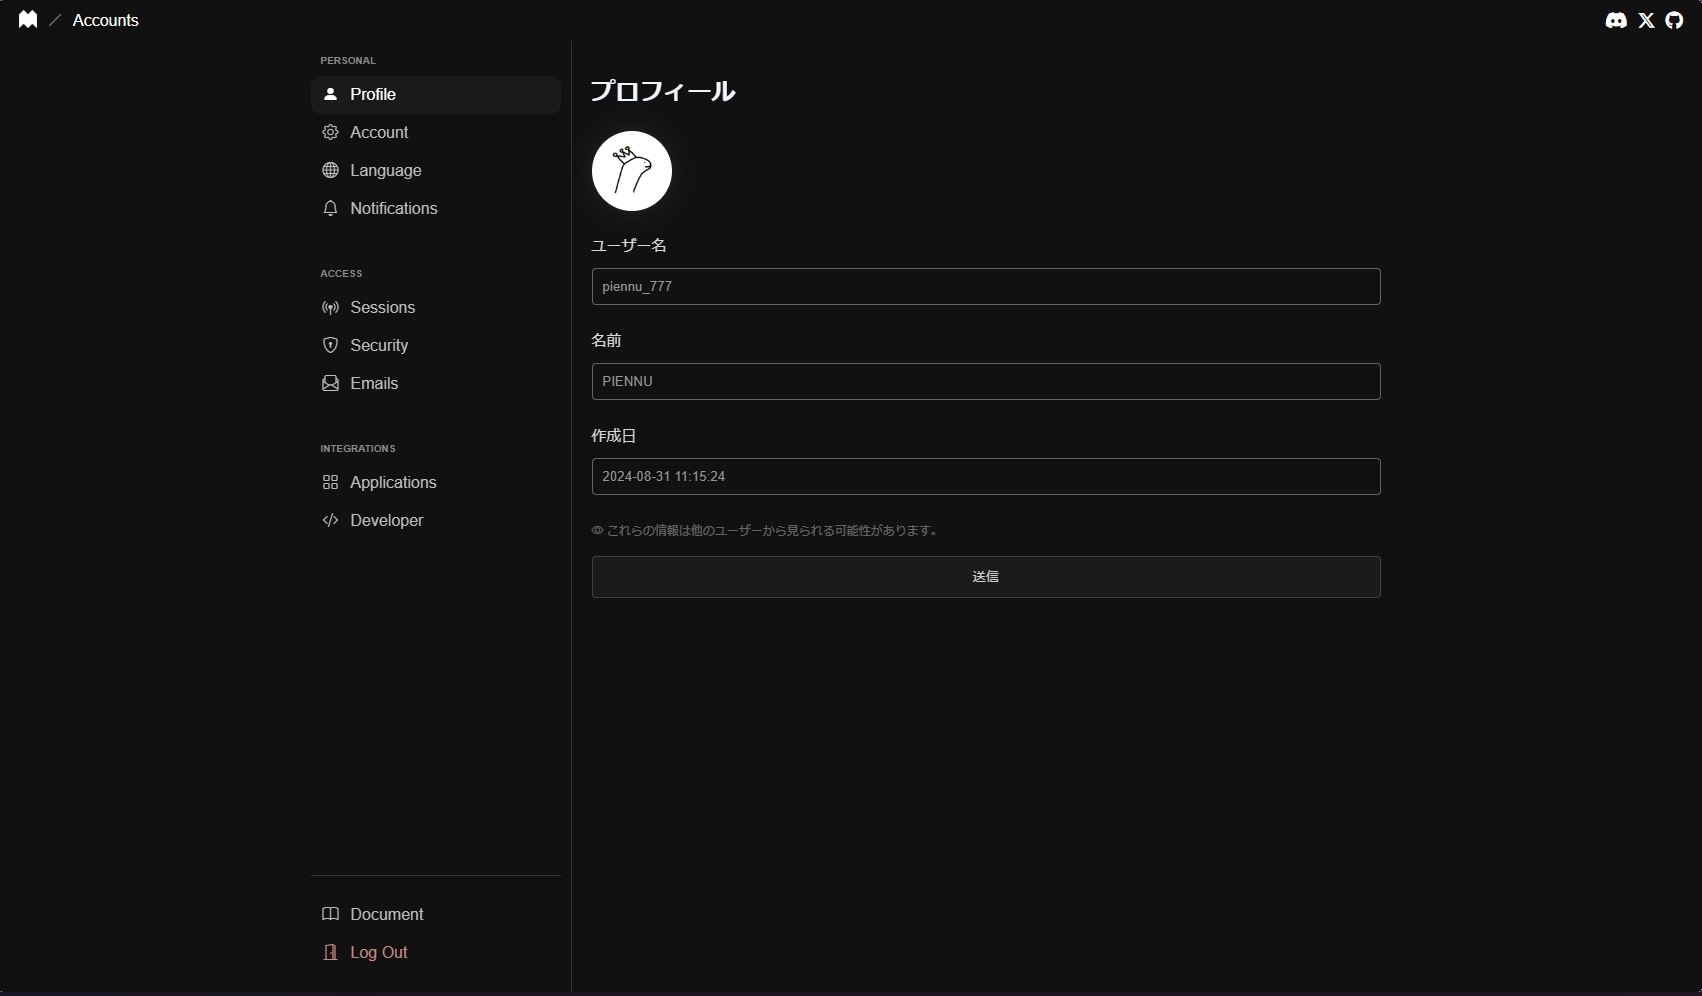 Accounts
PERSONAL
Profile
Account
Language
Notifications
ACCESS
Sessions
Security
Emails
INTEGRATIONS
Applications
Developer
Document
Log Out
プロフィール
ユーザー名
piennu_777
名前
PIENNU
作成日
2024-08-31 11:15:24
これらの情報は他のユーザーから見られる可能性があります。
送信